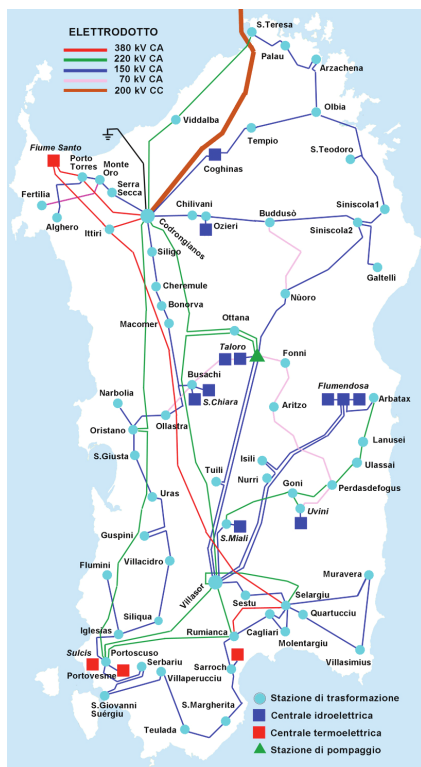 ELETTRODOTTO
380 kV CA
220 kV CA
150 kV CA
70 kV CA
200 kV CC
S.Teresa
Palau
Arzachena
Viddalba
Olbia
Tempio
Coghinas
S.Teodoro
Fiume Santo
Porto
Torres
Monte
Oro
Serra
Secca
Fertilia
Alghero
Ittiri
Codrongianos
Chilivani
Ozieri
Buddusò
Siniscola1
Siniscola2
Galtelli
Siligo
Cheremule
Bonorva
Macomer
Nùoro
Ottana
Taloro
Fonni
Busachi
S.Chiara
Flumendosa
Arbatax
Narbolia
Ollastra
Aritzo
Oristano
S.Giusta
Lanusei
Ulassai
Isili
Tuili
Nurri
Goni
Perdasdefogus
Uras
Uvini
Guspini
S.Miali
Villacidro
Flumini
Villasor
Muravera
Selargiu
Sestu
Quartucciu
Siliqua
Iglesias
Rumianca
Cagliari
Molentargiu
Villasimius
Sulcis
Portoscuso
Portovesme
Serbariu
Villaperucciu
Sarroch
S.Giovanni
Suergiu
S.Margherita
Teulada
Stazione di trasformazione
Centrale idroelettrica
Centrale termoelettrica
Stazione di pompaggio